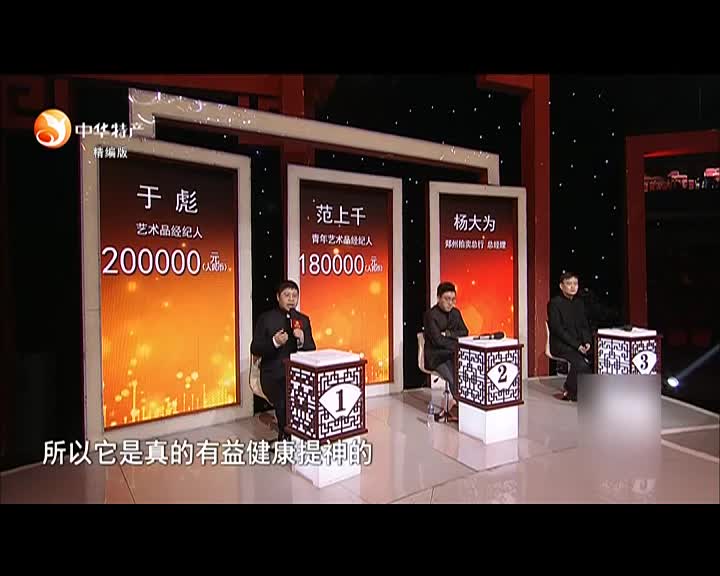 中华特产
精编版
于彪
艺术品经纪人
200000元(人民币)
范上千
青年艺术品经纪人
180000元(人民币)
杨大为
郑州拍卖总行 总经理
1
2
3
所以它是真的有益健康提神的